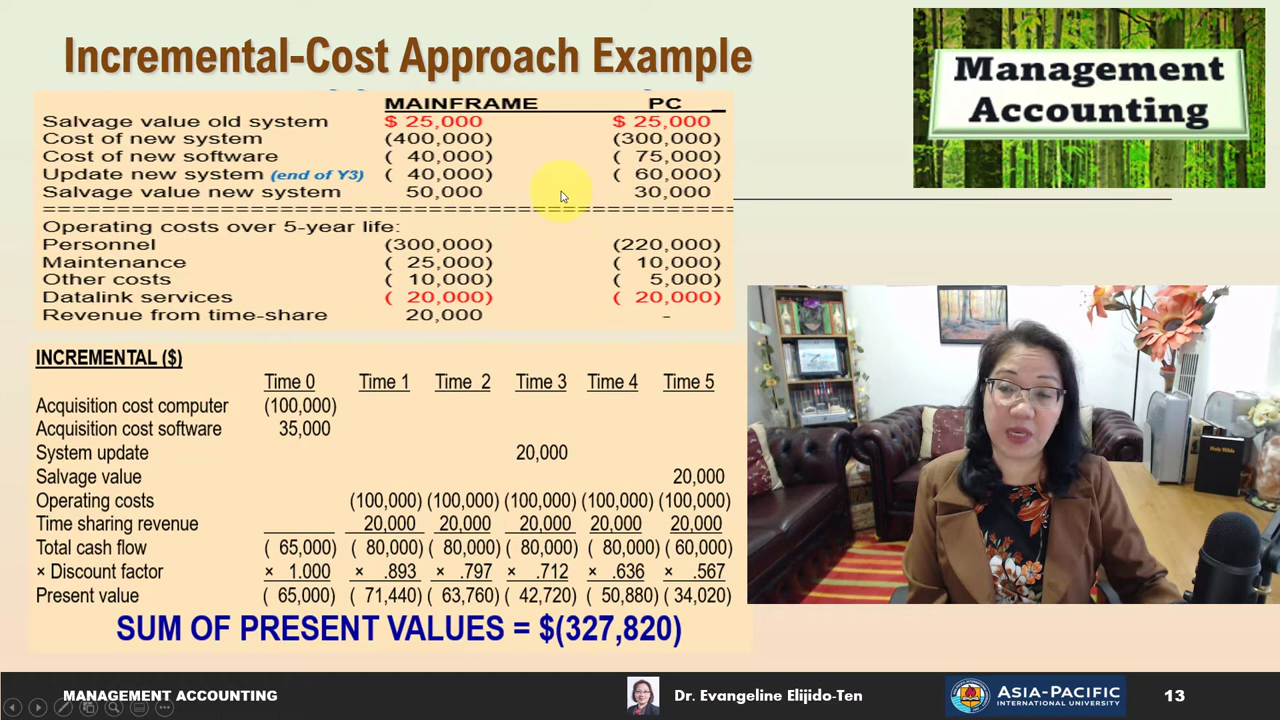 Incremental-Cost Approach Example
Management
Accounting
MAINFRAME PC _
Salvage value old system $ 25,000 $ 25,000
Cost of new system (400,000) (300,000)
Cost of new software ( 40,000) ( 75,000)
Update new system (end of Y3) ( 40,000) ( 60,000)
Salvage value new system 50,000 30,000
Operating costs over 5-year life:
Personnel (300,000) (220,000)
Maintenance ( 25,000) ( 10,000)
Other costs ( 10,000) ( 5,000)
Datalink services ( 20,000) ( 20,000)
Revenue from time-share 20,000 -
INCREMENTAL ($)
Time 0 Time 1 Time 2 Time 3 Time 4 Time 5
Acquisition cost computer (100,000)
Acquisition cost software 35,000
System update 20,000
Salvage value 20,000
Operating costs (100,000) (100,000) (100,000) (100,000) (100,000)
Time sharing revenue 20,000 20,000 20,000 20,000 20,000
Total cash flow ( 65,000) ( 80,000) ( 80,000) ( 80,000) ( 80,000) ( 60,000)
× Discount factor × 1.000 × .893 × .797 × .712 × .636 × .567
Present value ( 65,000) ( 71,440) ( 63,760) ( 42,720) ( 50,880) ( 34,020)
SUM OF PRESENT VALUES = $(327,820)
Holy Bible
MANAGEMENT ACCOUNTING
Dr. Evangeline Elijido-Ten
ASIA-PACIFIC
INTERNATIONAL UNIVERSITY
13